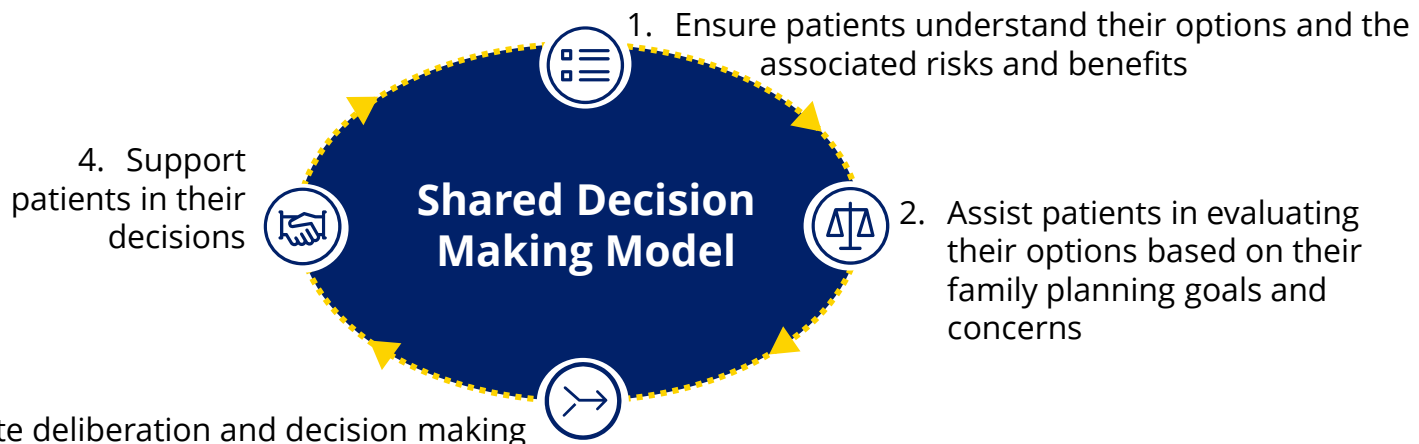 1. Ensure patients understand their options and the
associated risks and benefits
4. Support
patients in their
decisions
Shared Decision
Making Model
2. Assist patients in evaluating
their options based on their
family planning goals and
concerns
deliberation and decision making